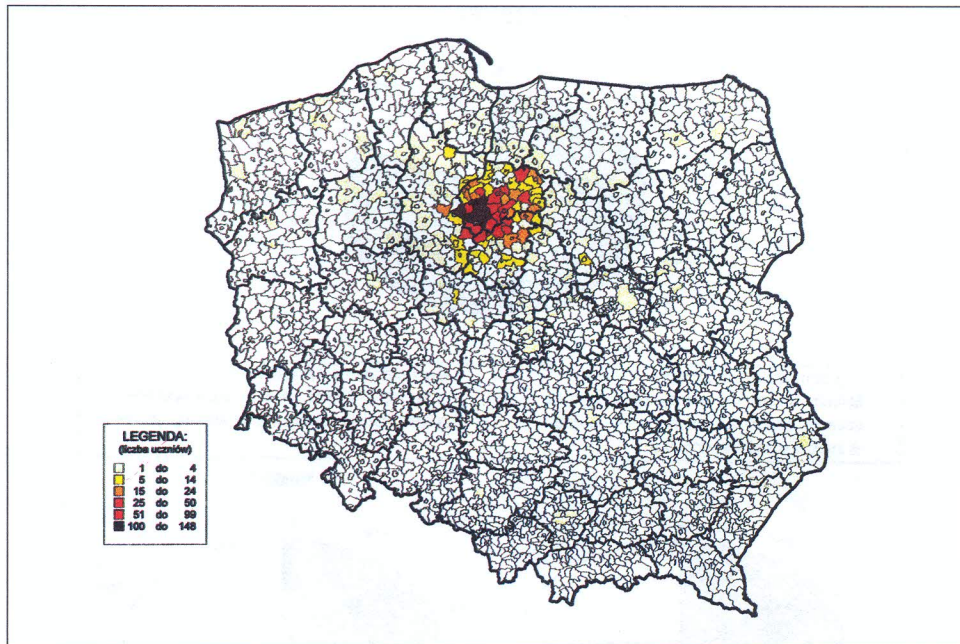 LEGENDA:
(liczba uczniów)
1 do 4
5 do 14
15 do 24
25 do 50
51 do 99
100 do 148